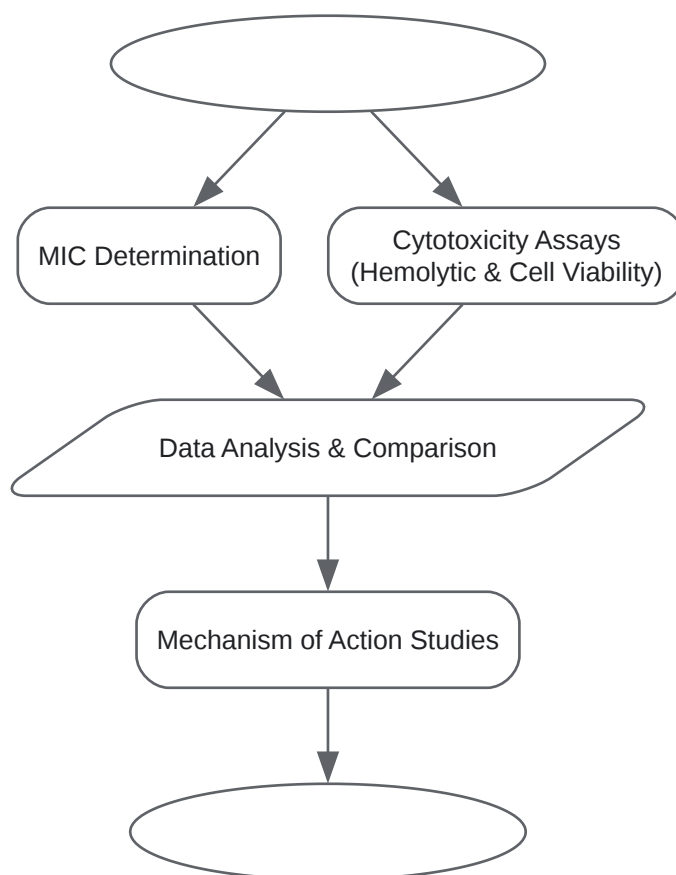 MIC Determination
Cytotoxicity Assays
(Hemolytic & Cell Viability)
Data Analysis & Comparison
Mechanism of Action Studies